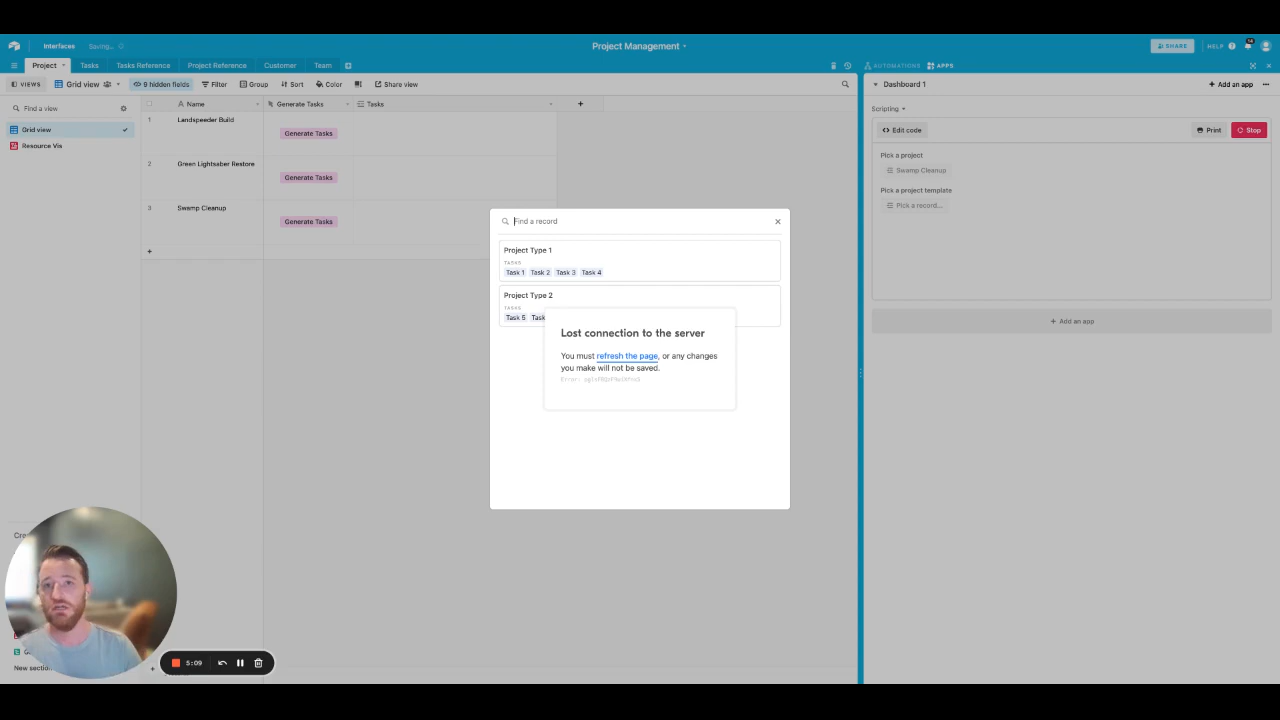 Interfaces
Saving...
Project Management
SHARE
HELP
Project
Tasks
Tasks Reference
Project Reference
Customer
Team
AUTOMATIONS
APPS
VIEWS
Grid view
9 hidden fields
Filter
Group
Sort
Color
Share view
Dashboard 1
+ Add an app
Find a view
Name
Generate Tasks
Tasks
Scripting
Grid view
1
Landspeeder Build
Generate Tasks
<> Edit code
Print
Stop
Resource Vis
Pick a project
2
Green Lightsaber Restore
Generate Tasks
Swamp Cleanup
Pick a project template
3
Swamp Cleanup
Generate Tasks
Pick a record...
+
Find a record
Project Type 1
TASKS
Task 1 Task 2 Task 3 Task 4
Project Type 2
TASKS
Task 5
+ Add an app
Lost connection to the server
You must refresh the page, or any changes
you make will not be saved.
Error:
5:09